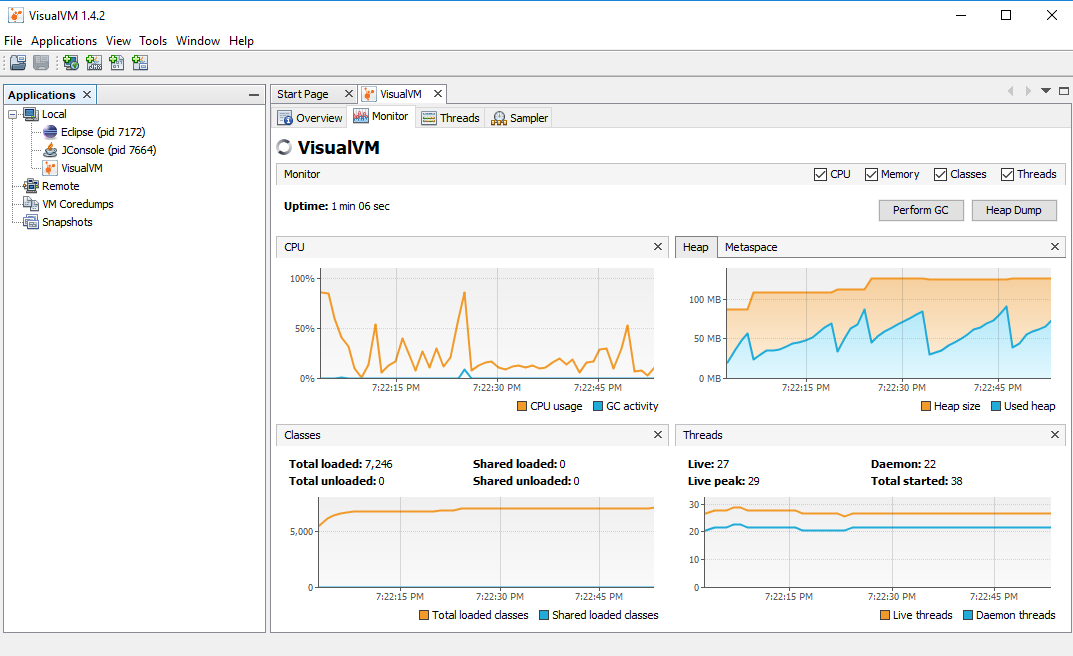 VisualVM 1.4.2
File Applications View Tools Window Help
Applications
Local
Eclipse (pid 7172)
JConsole (pid 7664)
VisualVM
Remote
VM Coredumps
Snapshots
Start Page VisualVM
Overview Monitor Threads Sampler
VisualVM
Monitor CPU Memory Classes Threads
Uptime: 1 min 06 sec
Perform GC Heap Dump
CPU
100%
50%
0%
7:22:15 PM 7:22:30 PM 7:22:45 PM
CPU usage GC activity
Heap Metaspace
100 MB
50 MB
0 MB
7:22:15 PM 7:22:30 PM 7:22:45 PM
Heap size Used heap
Classes
Total loaded: 7,246 Shared loaded: 0
Total unloaded: 0 Shared unloaded: 0
5,000
0
7:22:15 PM 7:22:30 PM 7:22:45 PM
Total loaded classes Shared loaded classes
Threads
Live: 27 Daemon: 22
Live peak: 29 Total started: 38
30
20
10
0
7:22:15 PM 7:22:30 PM 7:22:45 PM
Live threads Daemon threads